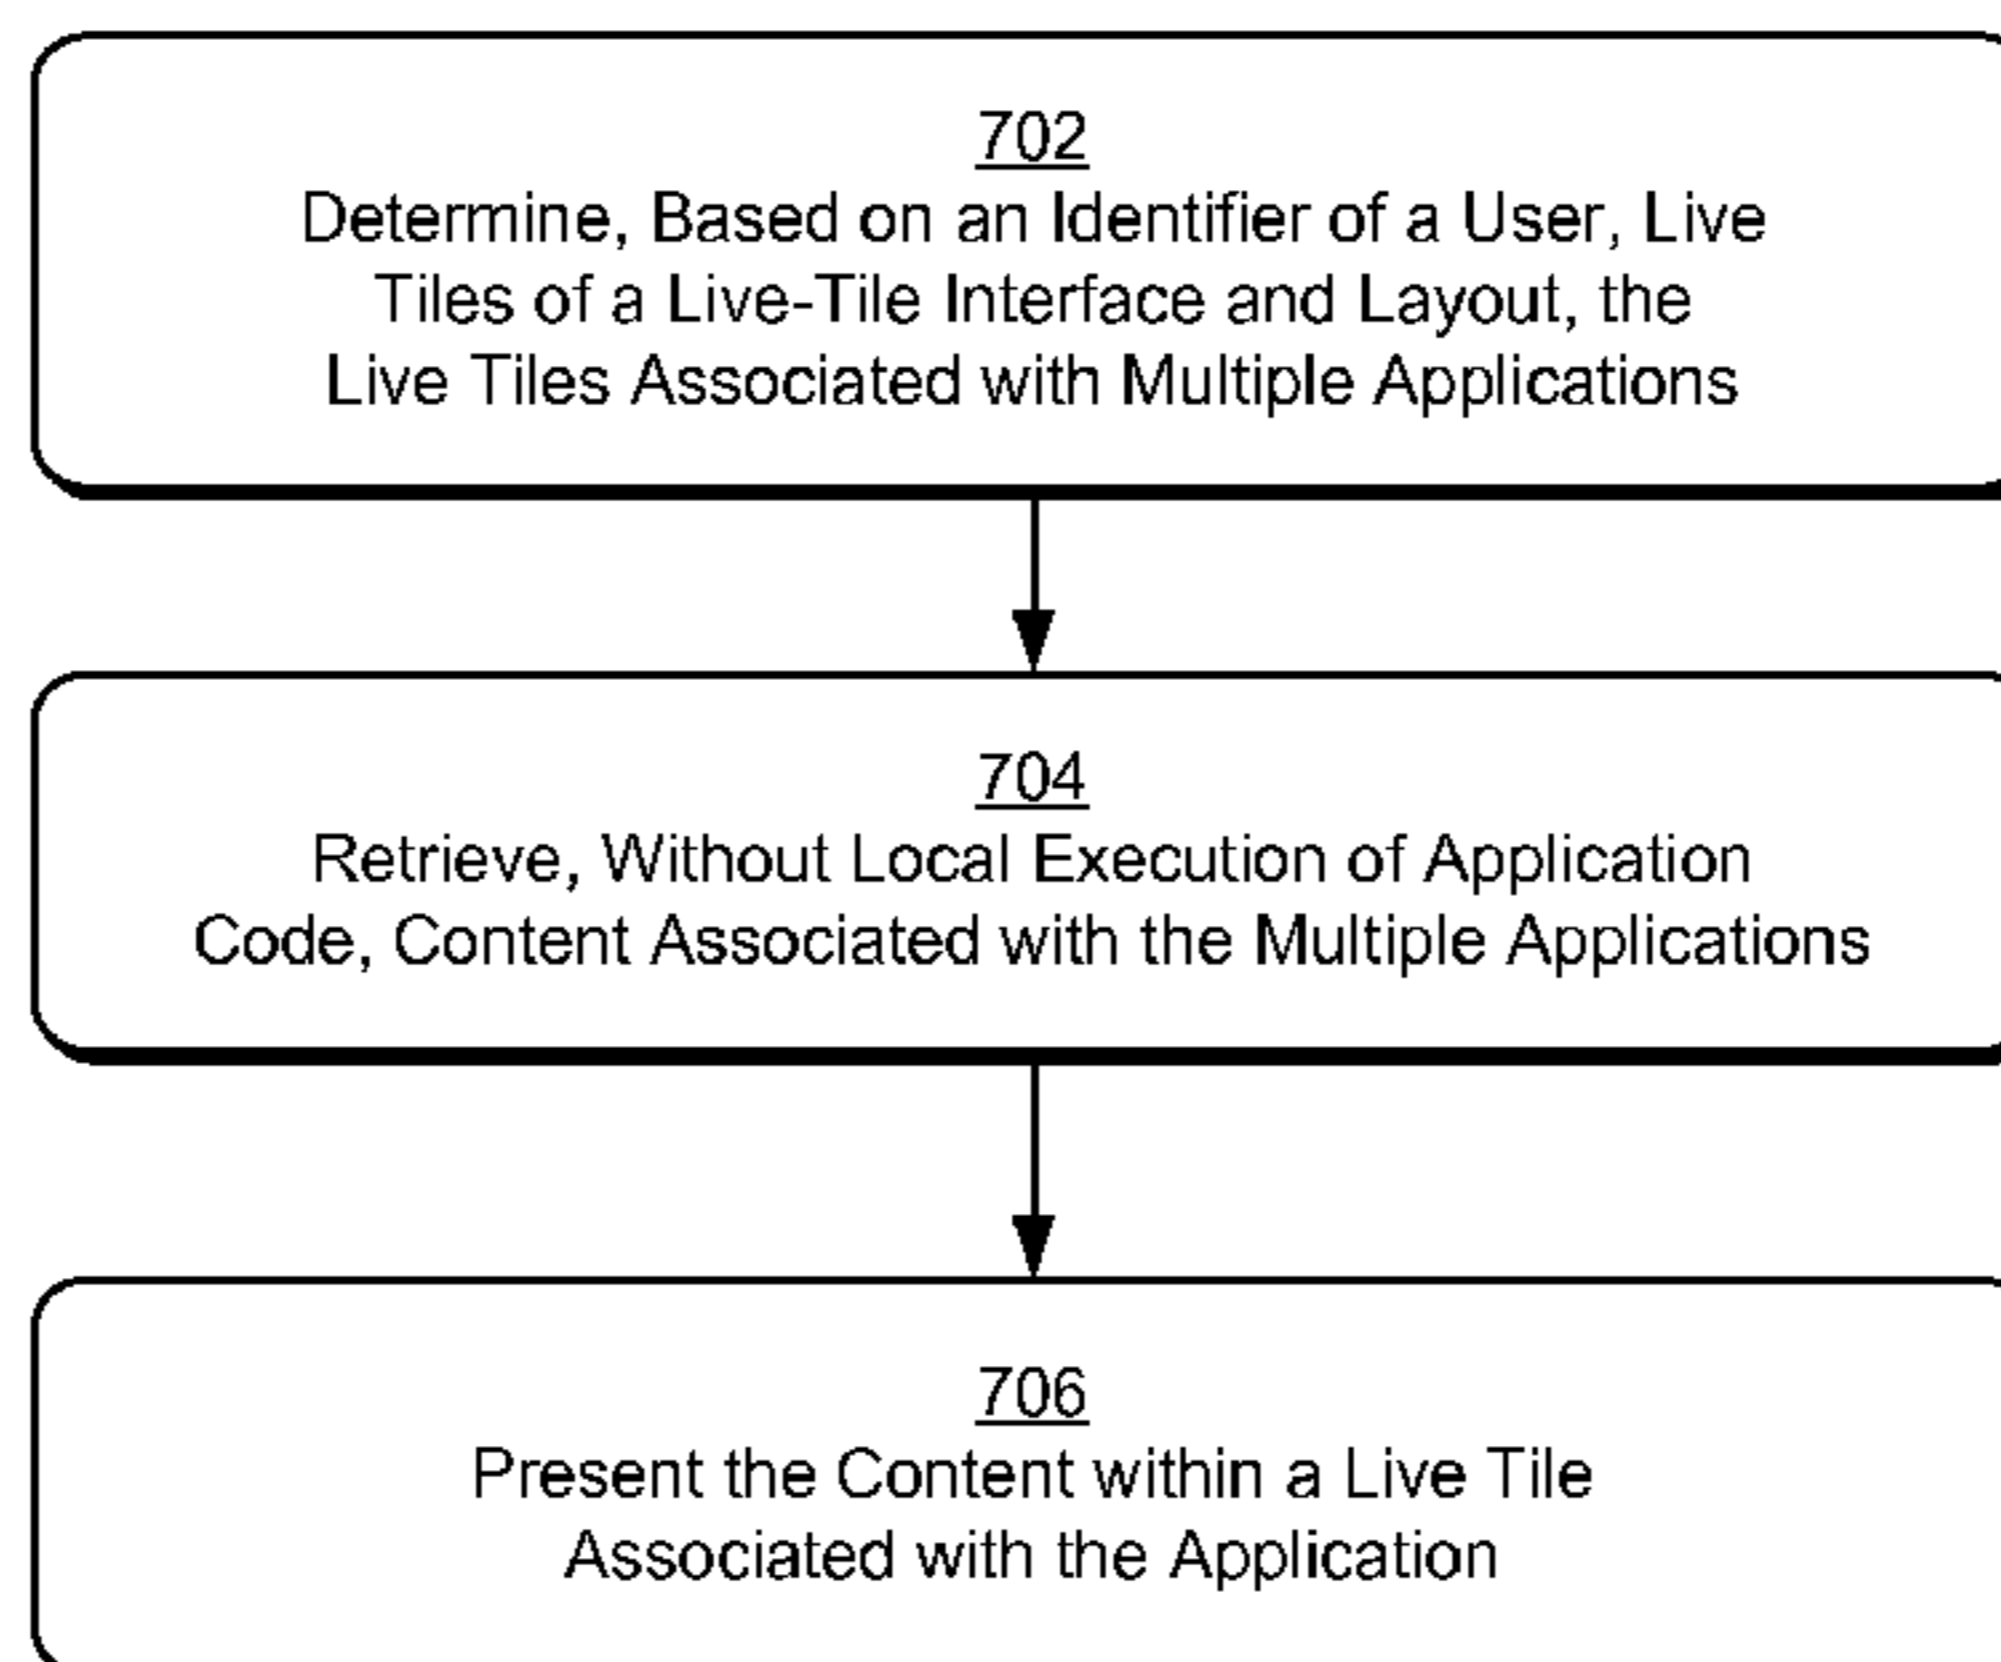 702
Determine, Based on an Identifier of a User, Live
Tiles of a Live-Tile Interface and Layout, the
Live Tiles Associated with Multiple Applications
704
Retrieve, Without Local Execution of Application
Code, Content Associated with the Multiple Applications
706
Present the Content within a Live Tile
Associated with the Application